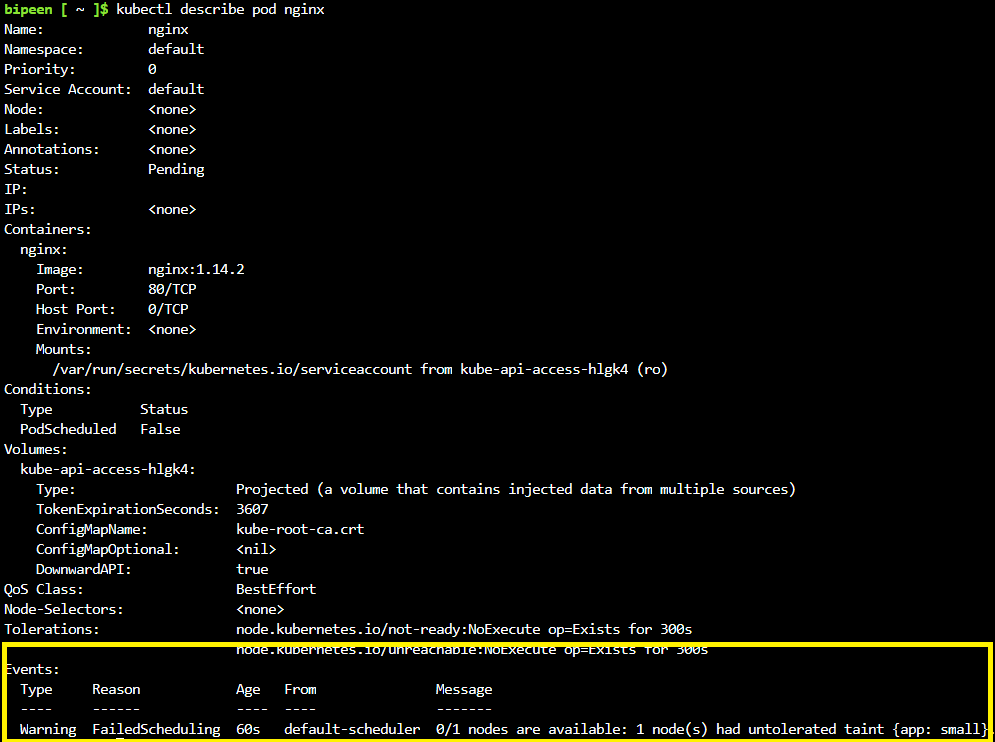 bipeen [ ~ ]$ kubectl describe pod nginx
Name:             nginx
Namespace:        default
Priority:         0
Service Account:  default
Node:             <none>
Labels:           <none>
Annotations:      <none>
Status:           Pending
IP:
IPs:              <none>
Containers:
  nginx:
    Image:        nginx:1.14.2
    Port:         80/TCP
    Host Port:    0/TCP
    Environment:  <none>
    Mounts:
      /var/run/secrets/kubernetes.io/serviceaccount from kube-api-access-hlgk4 (ro)
Conditions:
  Type           Status
  PodScheduled   False
Volumes:
  kube-api-access-hlgk4:
    Type:                    Projected (a volume that contains injected data from multiple sources)
    TokenExpirationSeconds:  3607
    ConfigMapName:           kube-root-ca.crt
    ConfigMapOptional:       <nil>
    DownwardAPI:             true
QoS Class:                   BestEffort
Node-Selectors:              <none>
Tolerations:                 node.kubernetes.io/not-ready:NoExecute op=Exists for 300s
                             node.kubernetes.io/unreachable:NoExecute op=Exists for 300s
Events:
  Type     Reason            Age   From               Message
  ----     ------            ----  ----               -------
  Warning  FailedScheduling  60s   default-scheduler  0/1 nodes are available: 1 node(s) had untolerated taint {app: small}.